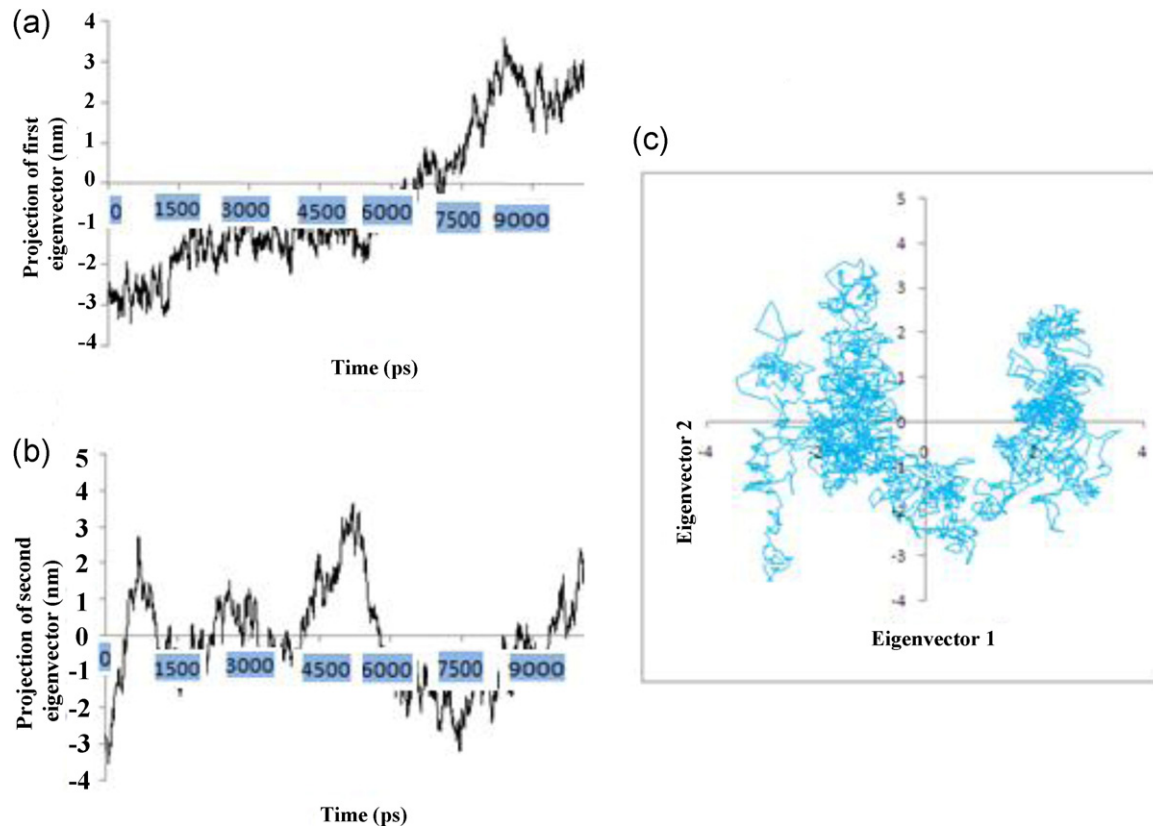 (a)
Projection of first
eigenvector (nm)
4
3
2
1
0
-1
-2
-3
-4
0 1500 3000 4500 6000 7500 9000
Time (ps)
(b)
Projection of second
eigenvector (nm)
5
4
3
2
1
0
-1
-2
-3
-4
0 1500 3000 4500 6000 7500 9000
Time (ps)
(c)
Eigenvector 2
5
4
3
2
1
0
-1
-2
-3
-4
-4 -2 0 2 4
Eigenvector 1